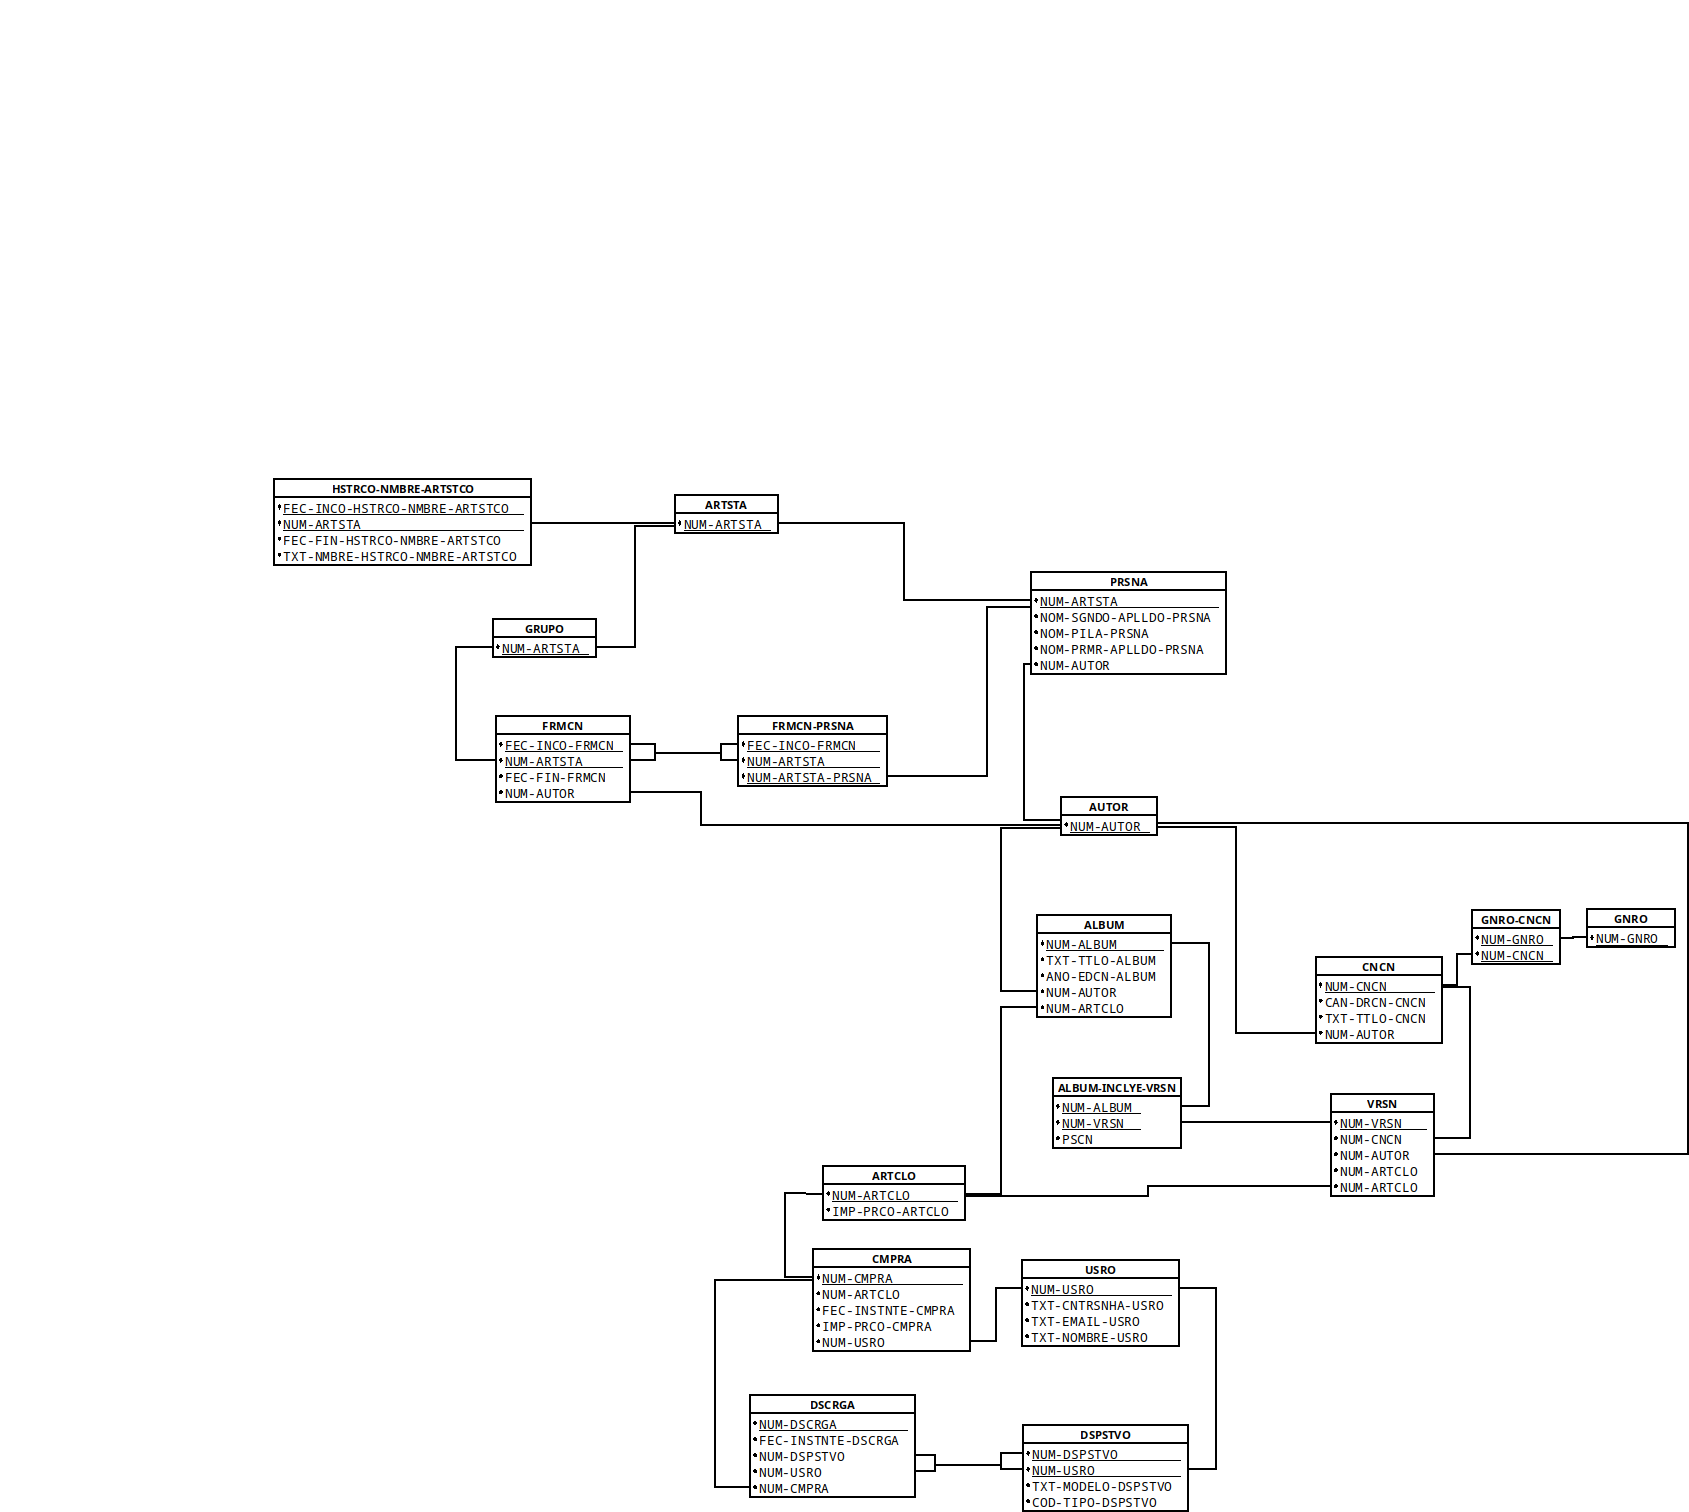 HSTRCO-NMBRE-ARTSTCO
FEC-INCO-HSTRCO-NMBRE-ARTSTCO
NUM-ARTSTA
FEC-FIN-HSTRCO-NMBRE-ARTSTCO
TXT-NMBRE-HSTRCO-NMBRE-ARTSTCO
ARTSTA
NUM-ARTSTA
PRSNA
NUM-ARTSTA
NOM-SGNDO-APLLDO-PRSNA
NOM-PILA-PRSNA
NOM-PRMR-APLLDO-PRSNA
NUM-AUTOR
GRUPO
NUM-ARTSTA
FRMCN
FEC-INCO-FRMCN
NUM-ARTSTA
FEC-FIN-FRMCN
NUM-AUTOR
FRMCN-PRSNA
FEC-INCO-FRMCN
NUM-ARTSTA
NUM-ARTSTA-PRSNA
AUTOR
NUM-AUTOR
ALBUM
NUM-ALBUM
TXT-TTLO-ALBUM
ANO-EDCN-ALBUM
NUM-AUTOR
NUM-ARTCLO
GNRO-CNCN
NUM-GNRO
NUM-CNCN
GNRO
NUM-GNRO
CNCN
NUM-CNCN
CAN-DRCN-CNCN
TXT-TTLO-CNCN
NUM-AUTOR
ALBUM-INCLYE-VRSN
NUM-ALBUM
NUM-VRSN
PSCN
VRSN
NUM-VRSN
NUM-CNCN
NUM-AUTOR
NUM-ARTCLO
NUM-ARTCLO
ARTCLO
NUM-ARTCLO
IMP-PRCO-ARTCLO
CMPRA
NUM-CMPRA
NUM-ARTCLO
FEC-INSTNTE-CMPRA
IMP-PRCO-CMPRA
NUM-USRO
USRO
NUM-USRO
TXT-CNTRSNHA-USRO
TXT-EMAIL-USRO
TXT-NOMBRE-USRO
DSCRGA
NUM-DSCRGA
FEC-INSTNTE-DSCRGA
NUM-DSPSTVO
NUM-USRO
NUM-CMPRA
DSPSTVO
NUM-DSPSTVO
NUM-USRO
TXT-MODELO-DSPSTVO
COD-TIPO-DSPSTVO